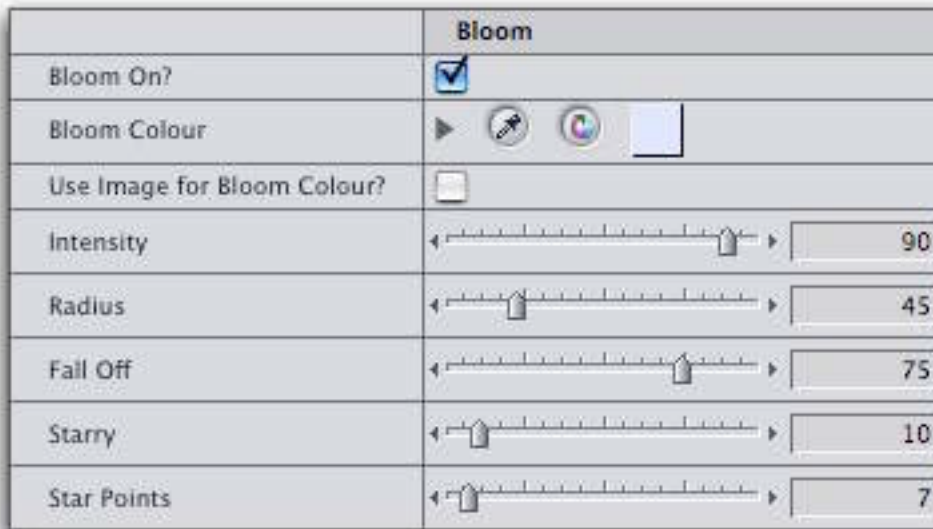 Bloom
Bloom On?
Bloom Colour
Use Image for Bloom Colour?
Intensity 90
Radius 45
Fall Off 75
Starry 10
Star Points 7